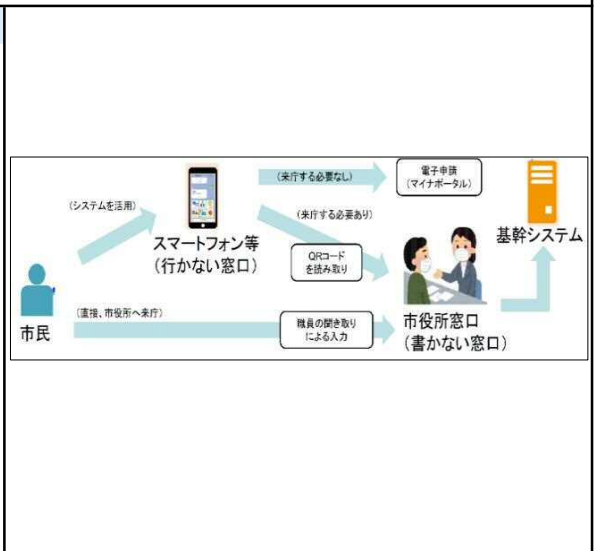 (来庁する必要なし)
電子申請
(マイナポータル)
(システムを活用)
(来庁する必要あり)
スマートフォン等
(行かない窓口)
QRコード
を読み取り
基幹システム
(直接、市役所へ来庁)
市民
職員の聞き取り
による入力
市役所窓口
(書かない窓口)